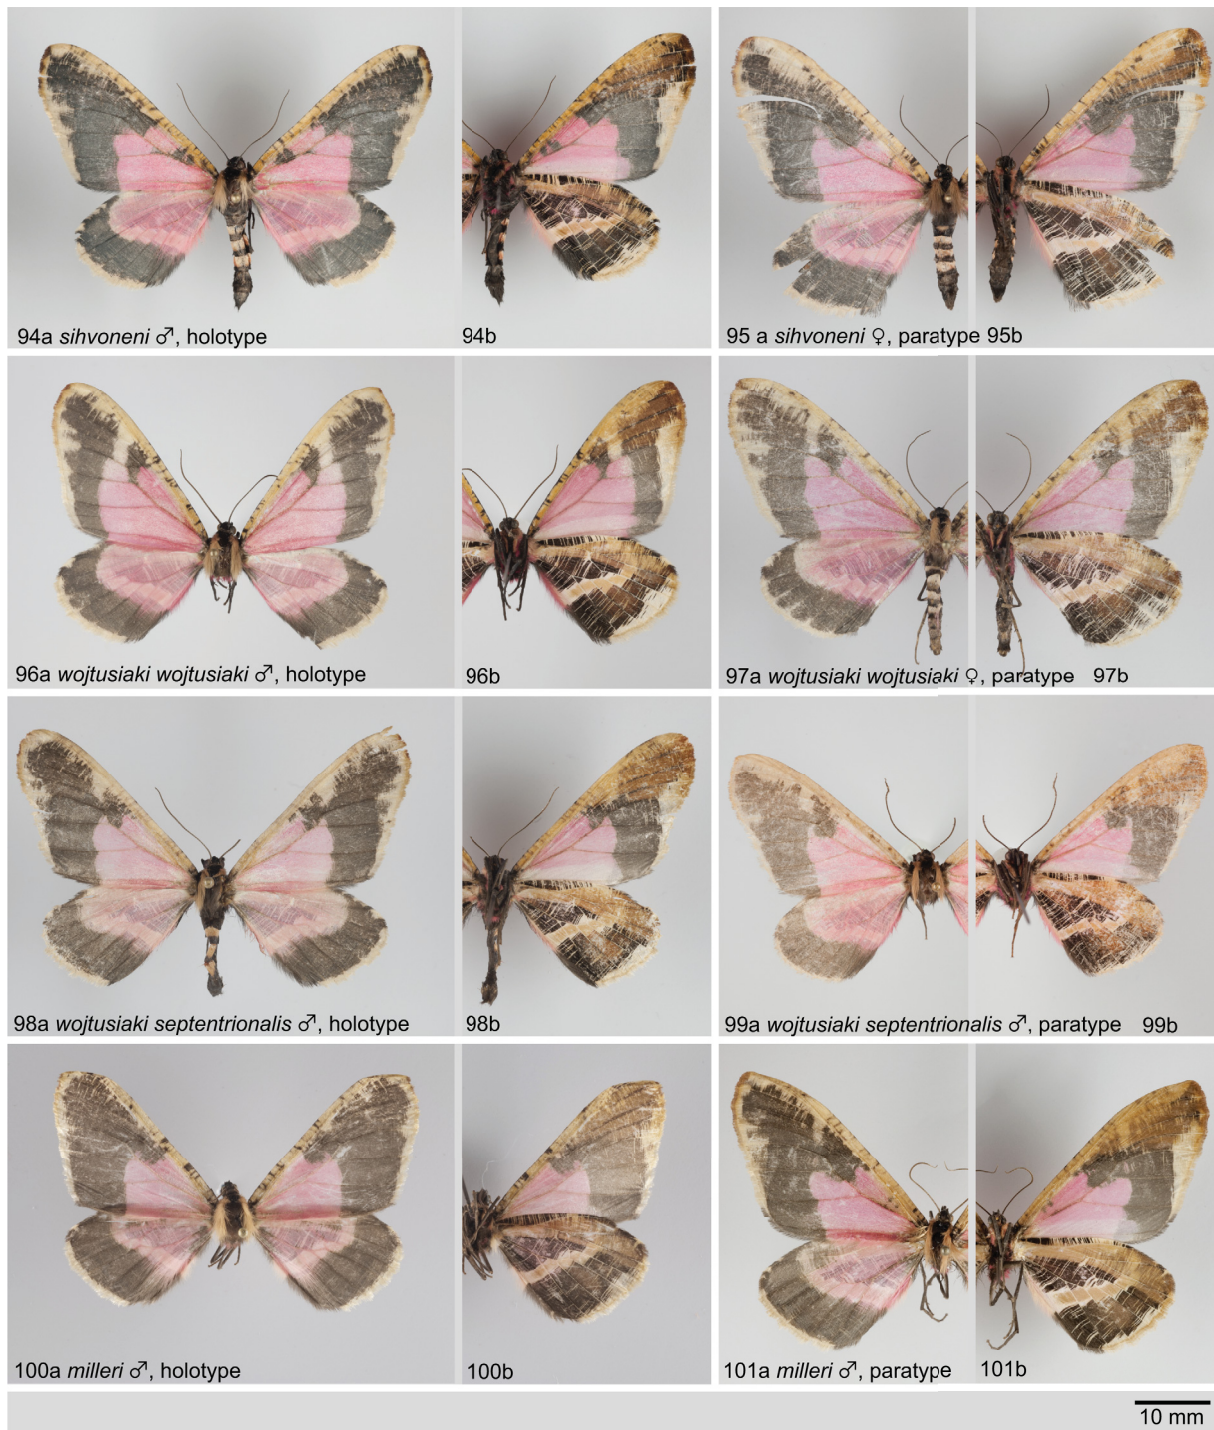 94a sihvoneni ♂, holotype 94b
95 a sihvoneni ♀, paratype 95b
96a wojtusiaki wojtusiaki ♂, holotype 96b
97a wojtusiaki wojtusiaki ♀, paratype 97b
98a wojtusiaki septentrionalis ♂, holotype 98b
99a wojtusiaki septentrionalis ♂, paratype 99b
100a milleri ♂, holotype 100b
101a milleri ♂, paratype 101b
10 mm